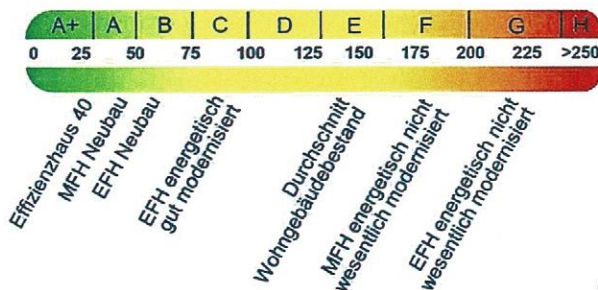 A+ A B C D E F G H
0 25 50 75 100 125 150 175 200 225 >250
Effizienzhaus 40
MFH Neubau
EFH Neubau
EFH energetisch
gut modernisiert
Durchschnitt
Wohngebäudebestand
MFH energetisch nicht
wesentlich modernisiert
EFH energetisch nicht
wesentlich modernisiert